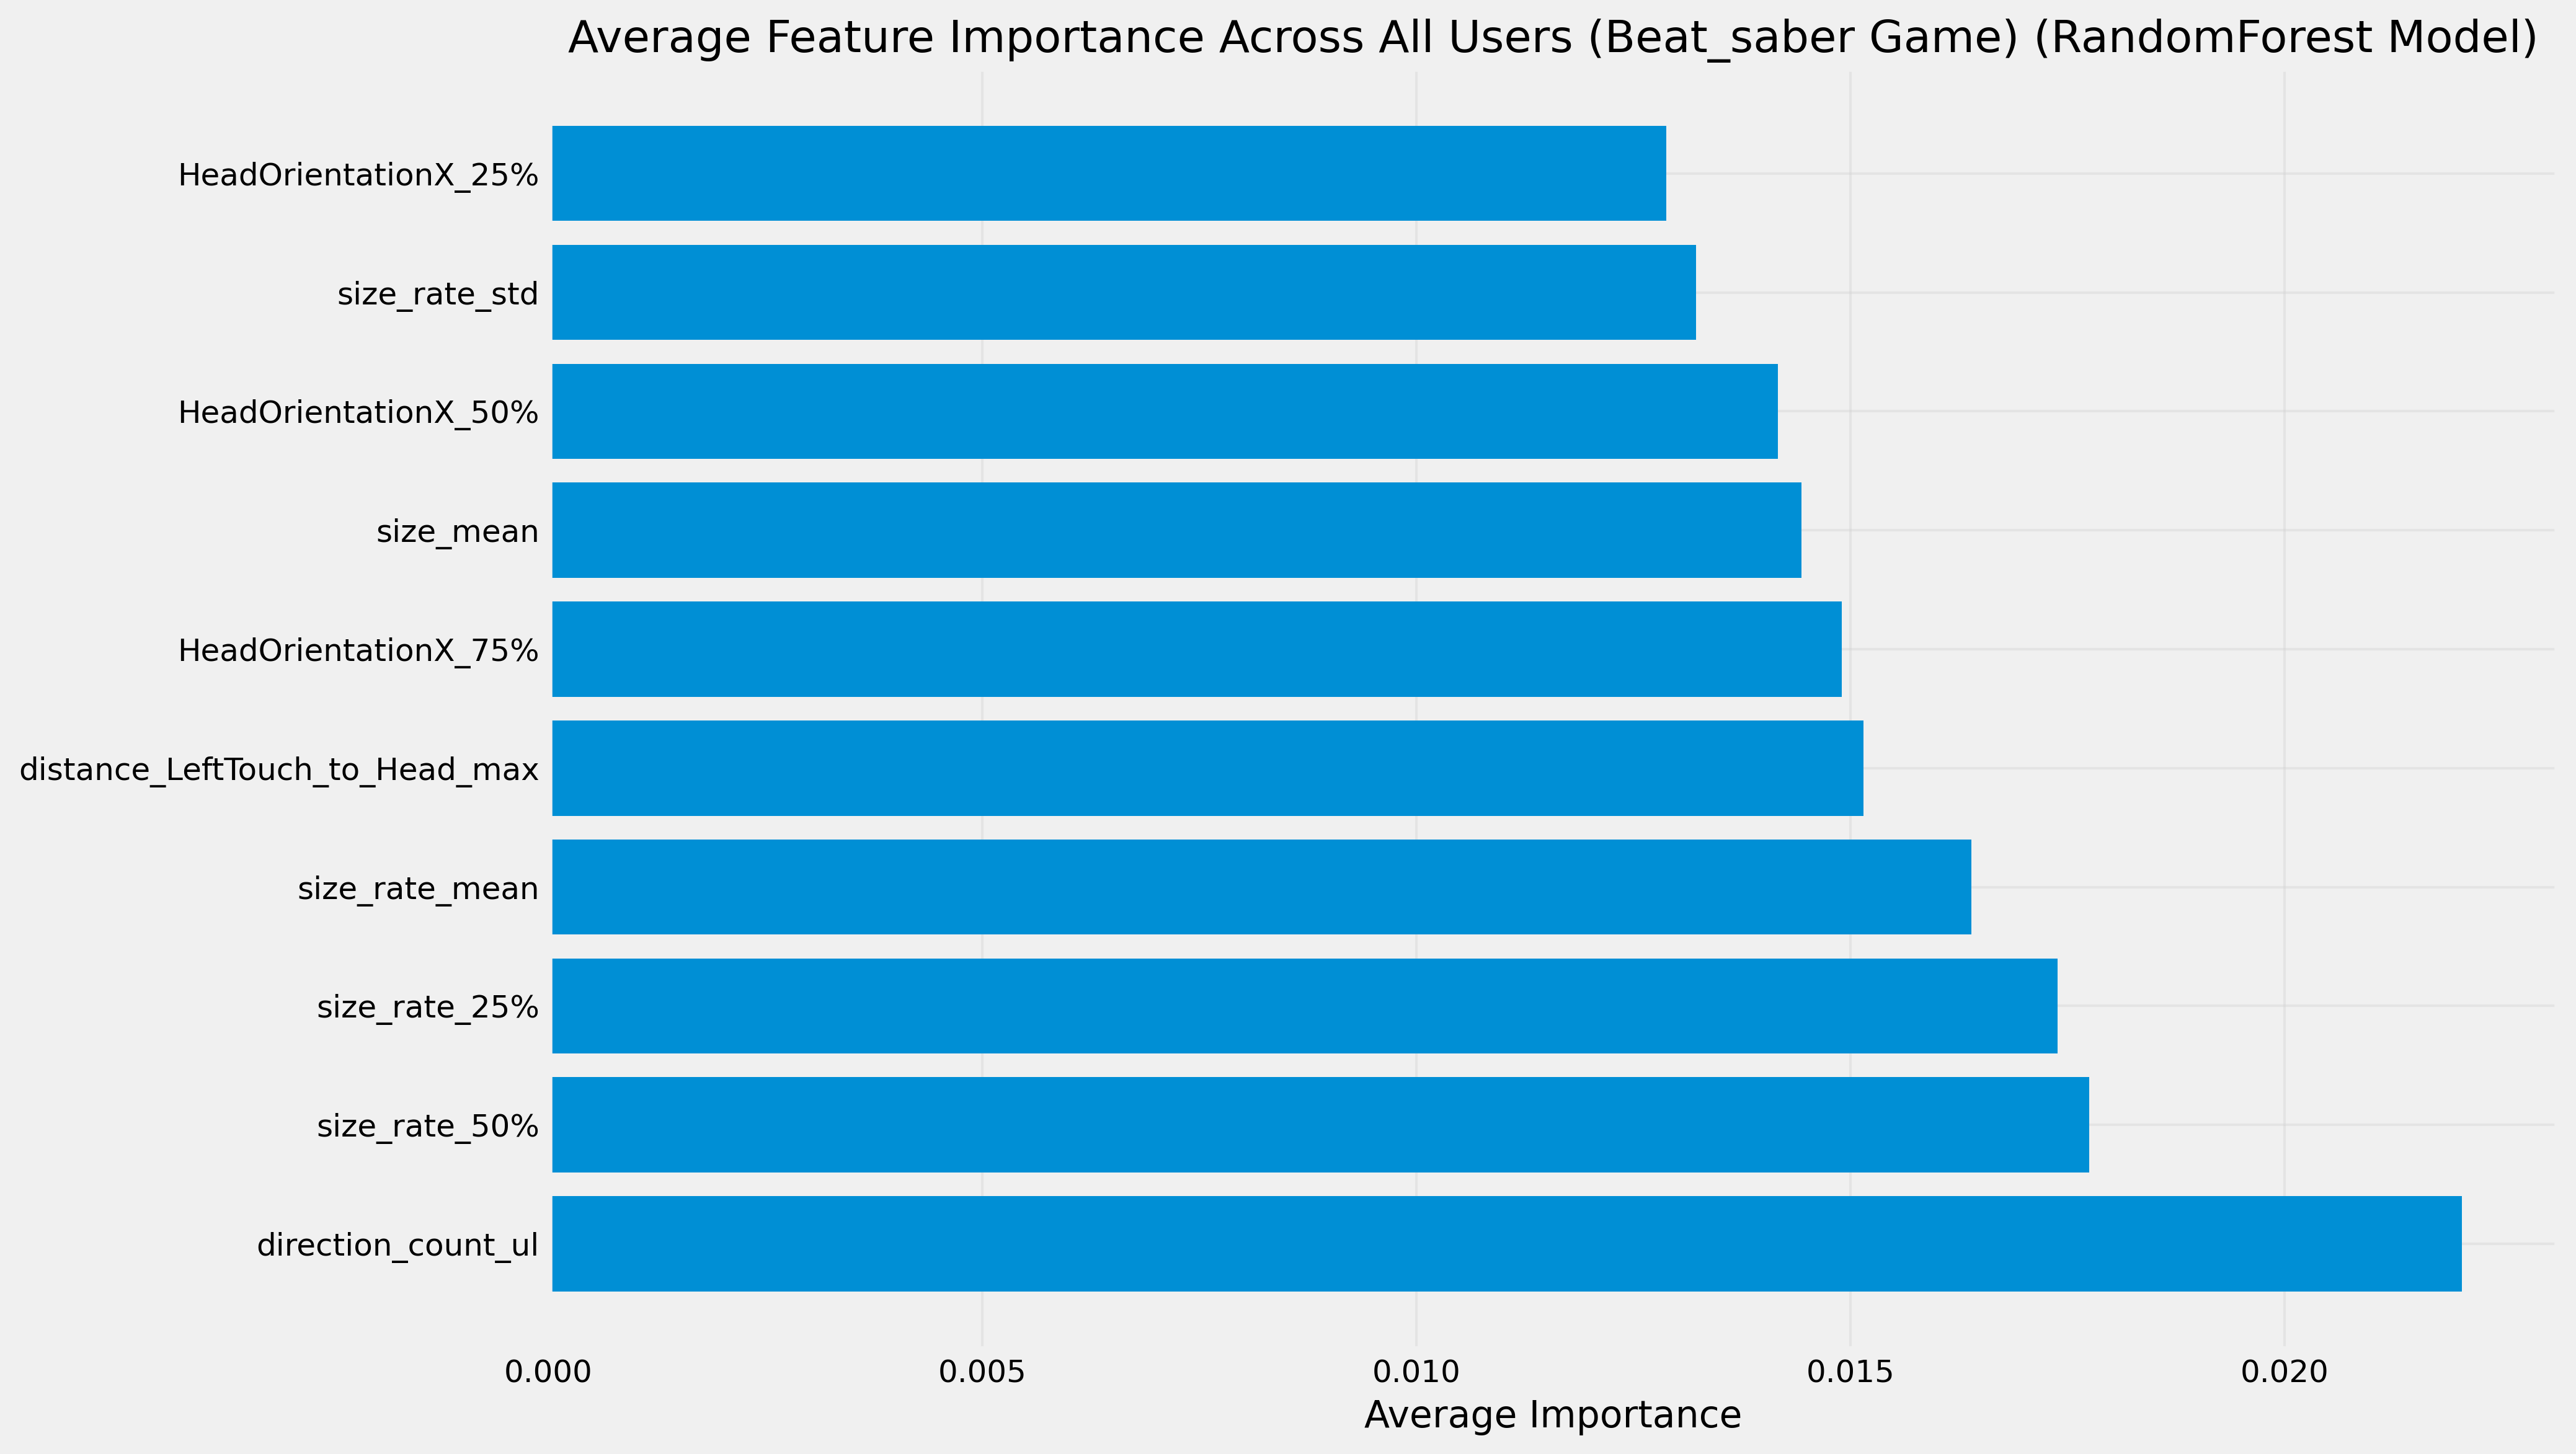 Average Feature Importance Across All Users (Beat_saber Game) (RandomForest Model)
HeadOrientationX_25%
size_rate_std
HeadOrientationX_50%
size_mean
HeadOrientationX_75%
distance_LeftTouch_to_Head_max
size_rate_mean
size_rate_25%
size_rate_50%
direction_count_ul
0.000 0.005 0.010 0.015 0.020
Average Importance